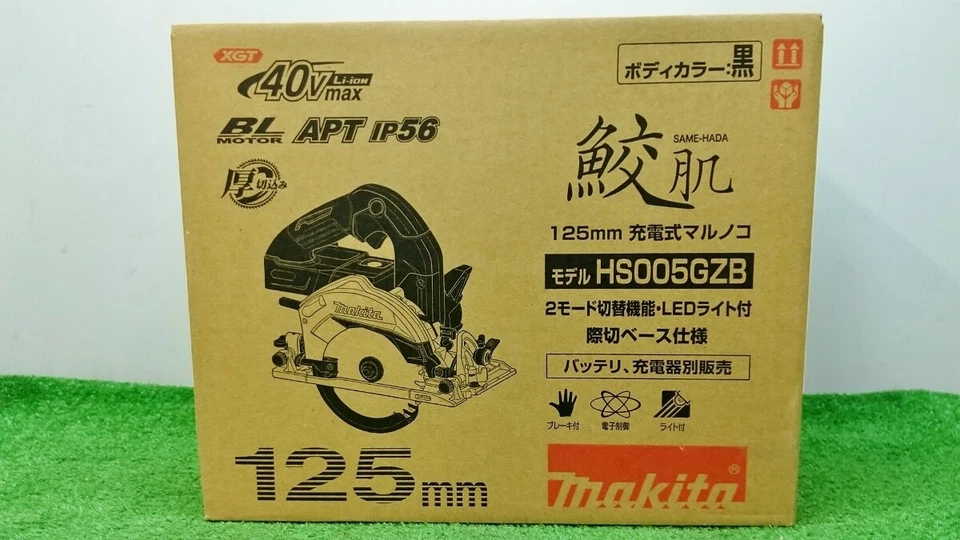 XGT
40Vmax Li-ion
BL MOTOR APT IP56
厚切込み
ボディカラー:黒
鮫肌 SAME-HADA
125mm 充電式マルノコ
モデル HS005GZB
2モード切替機能・LEDライト付
際切ベース仕様
バッテリ、充電器別販売
ブレーキ付 電子制御 ライト付
makita
125mm
makita®